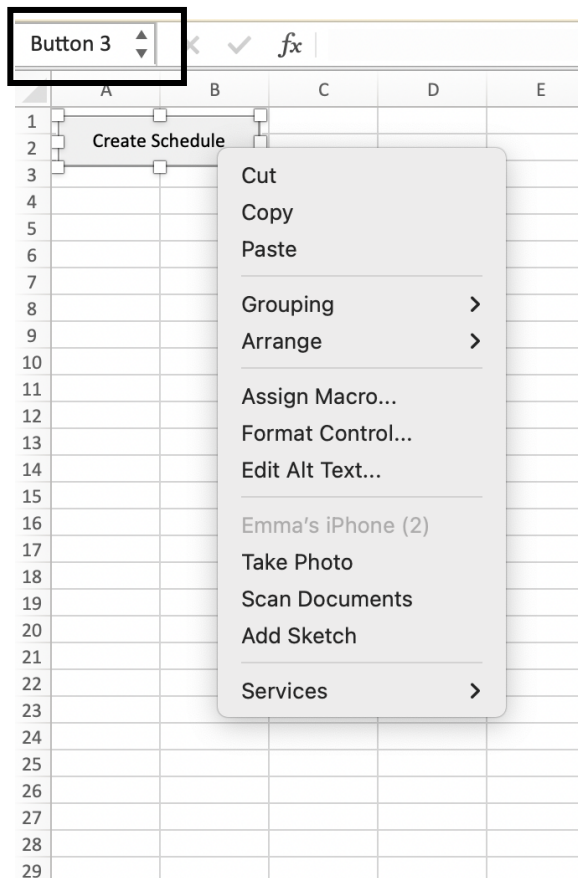 Button 3
fx
A B C D E
1
Create Schedule
2
3
Cut
4
Copy
5
Paste
6
7
Grouping
8
9
Arrange
10
11
Assign Macro...
12
13
Format Control...
14
Edit Alt Text...
15
16
Emma's iPhone (2)
17
Take Photo
18
19
Scan Documents
20
Add Sketch
21
22
Services
23
24
25
26
27
28
29